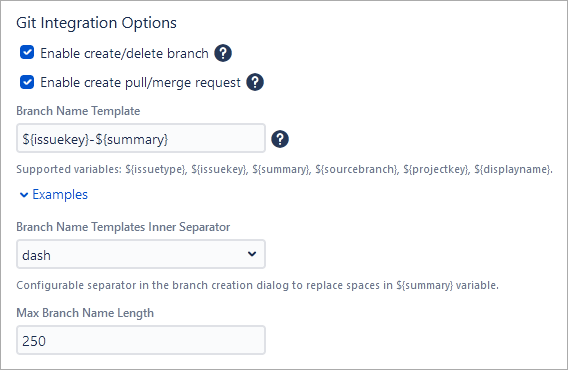 Git Integration Options
Enable create/delete branch ?
Enable create pull/merge request ?
Branch Name Template
${issuekey}-${summary} ?
Supported variables: ${issuetype}, ${issuekey}, ${summary}, ${sourcebranch}, ${projectkey}, ${displayname}.
Examples
Branch Name Templates Inner Separator
dash
Configurable separator in the branch creation dialog to replace spaces in ${summary} variable.
Max Branch Name Length
250